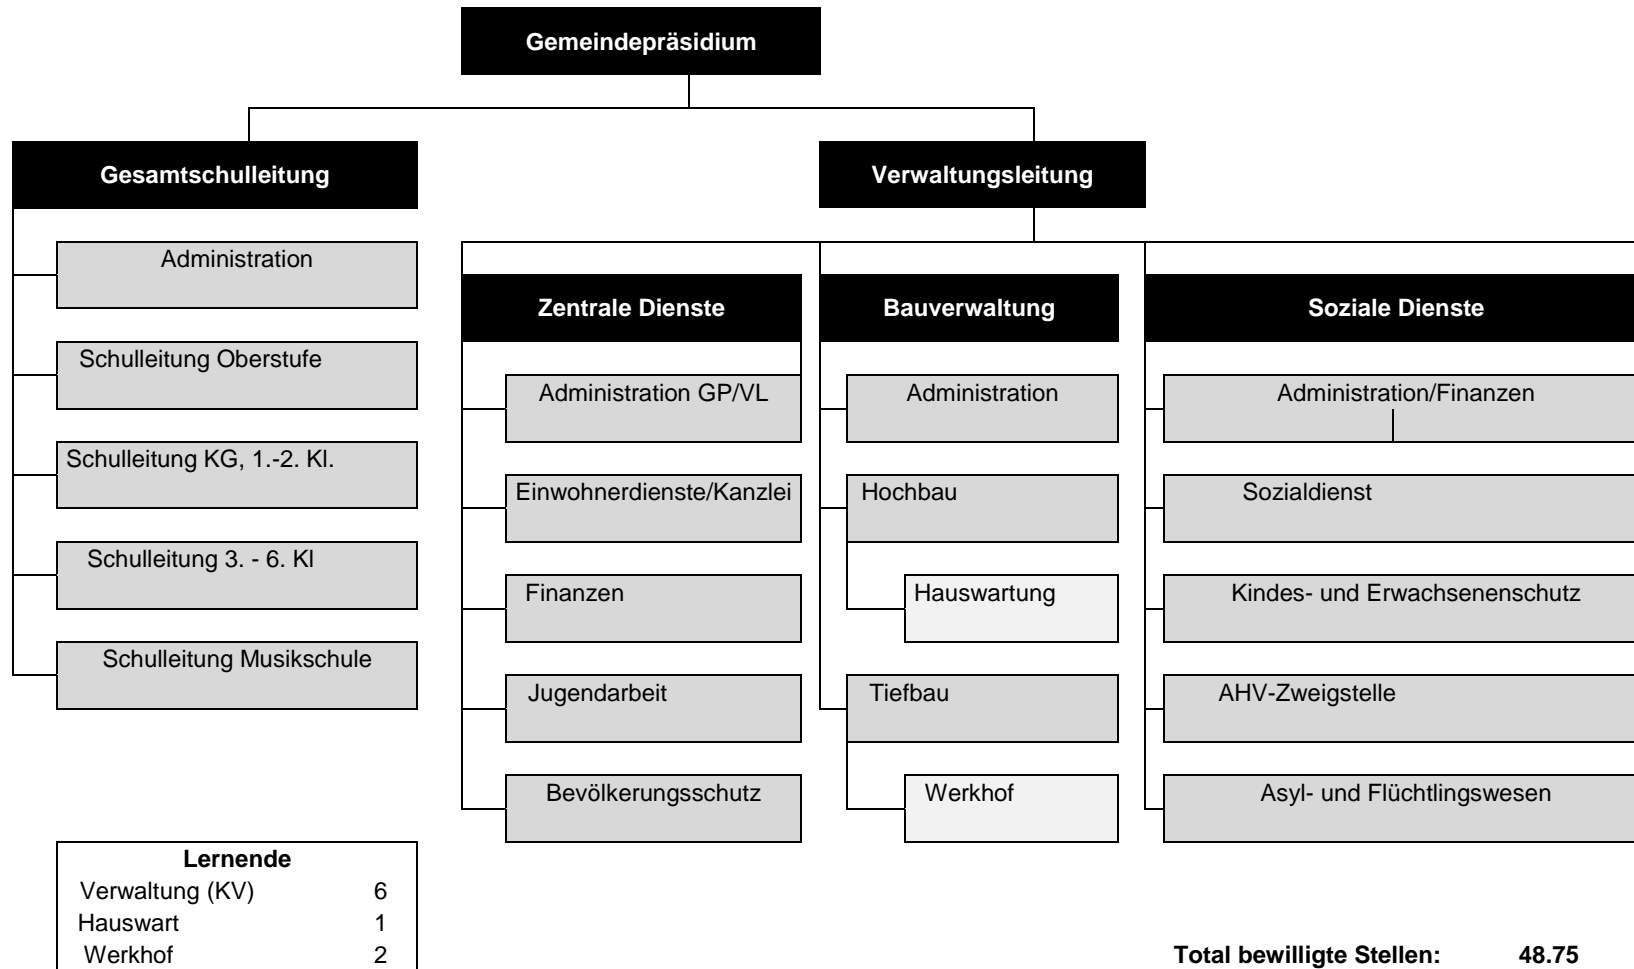 Gemeindepräsidium
Gesamtschulleitung
Verwaltungsleitung
Administration
Schulleitung Oberstufe
Schulleitung KG, 1.-2. Kl.
Schulleitung 3. - 6. Kl
Schulleitung Musikschule
Zentrale Dienste
Administration GP/VL
Einwohnerdienste/Kanzlei
Finanzen
Jugendarbeit
Bevölkerungsschutz
Bauverwaltung
Administration
Hochbau
Hauswartung
Tiefbau
Werkhof
Soziale Dienste
Administration/Finanzen
Sozialdienst
Kindes- und Erwachsenenschutz
AHV-Zweigstelle
Asyl- und Flüchtlingswesen
Lernende
Verwaltung (KV) 6
Hauswart 1
Werkhof 2
Total bewilligte Stellen: 48.75